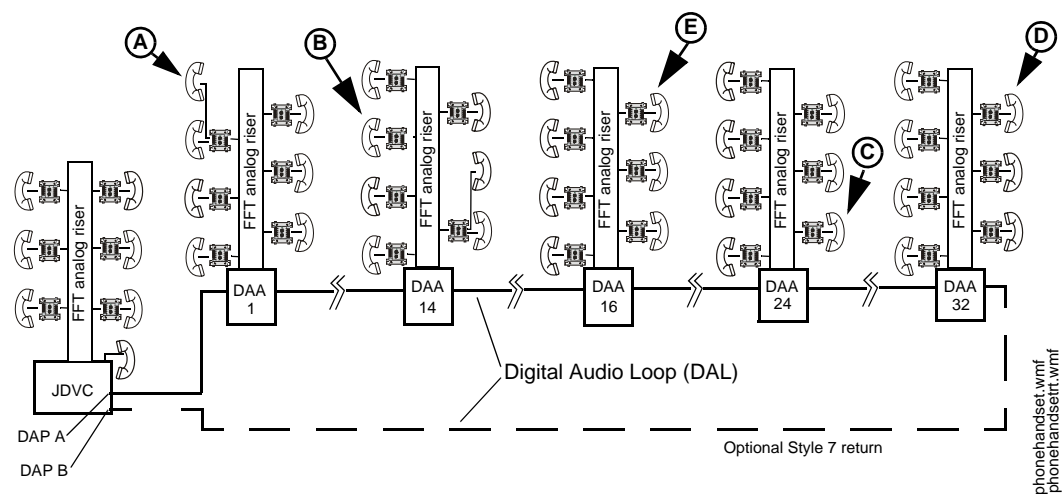 A
B
E
D
C
FFT analog riser
FFT analog riser
FFT analog riser
FFT analog riser
FFT analog riser
FFT analog riser
DAA
1
DAA
14
DAA
16
DAA
24
DAA
32
JDVC
Digital Audio Loop (DAL)
DAP A
DAP B
Optional Style 7 return
phonehandset.wmf
phonehandsetrt.wmf